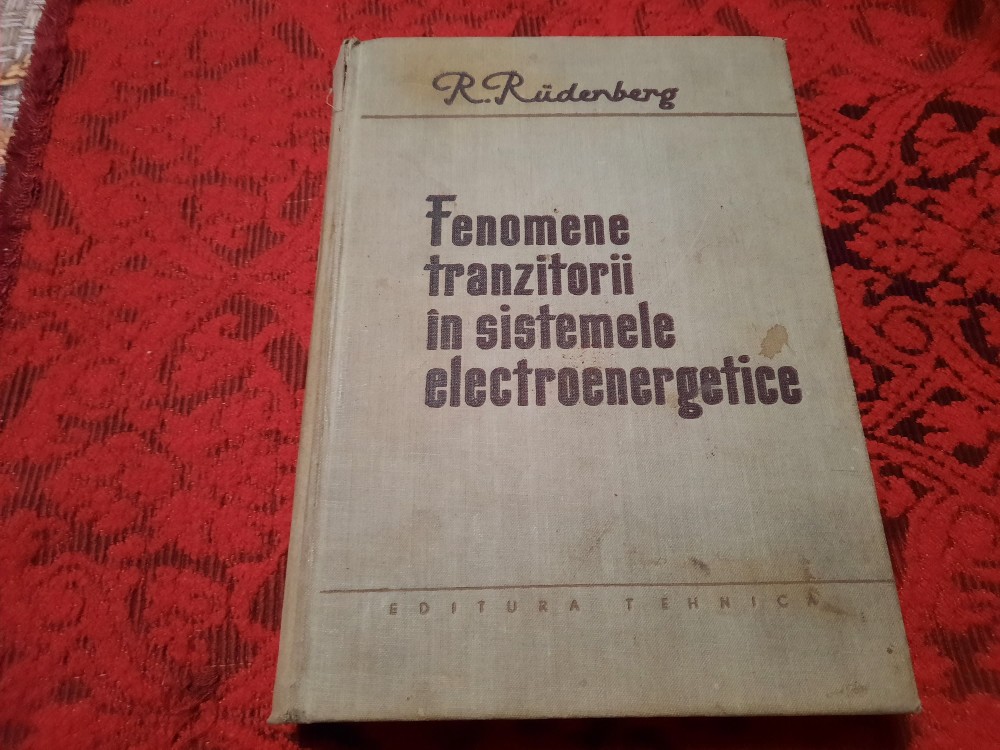 R. Rüdenberg
Fenomene
tranzitorii
în sistemele
electroenergetice
EDITURA TEHNICĂ